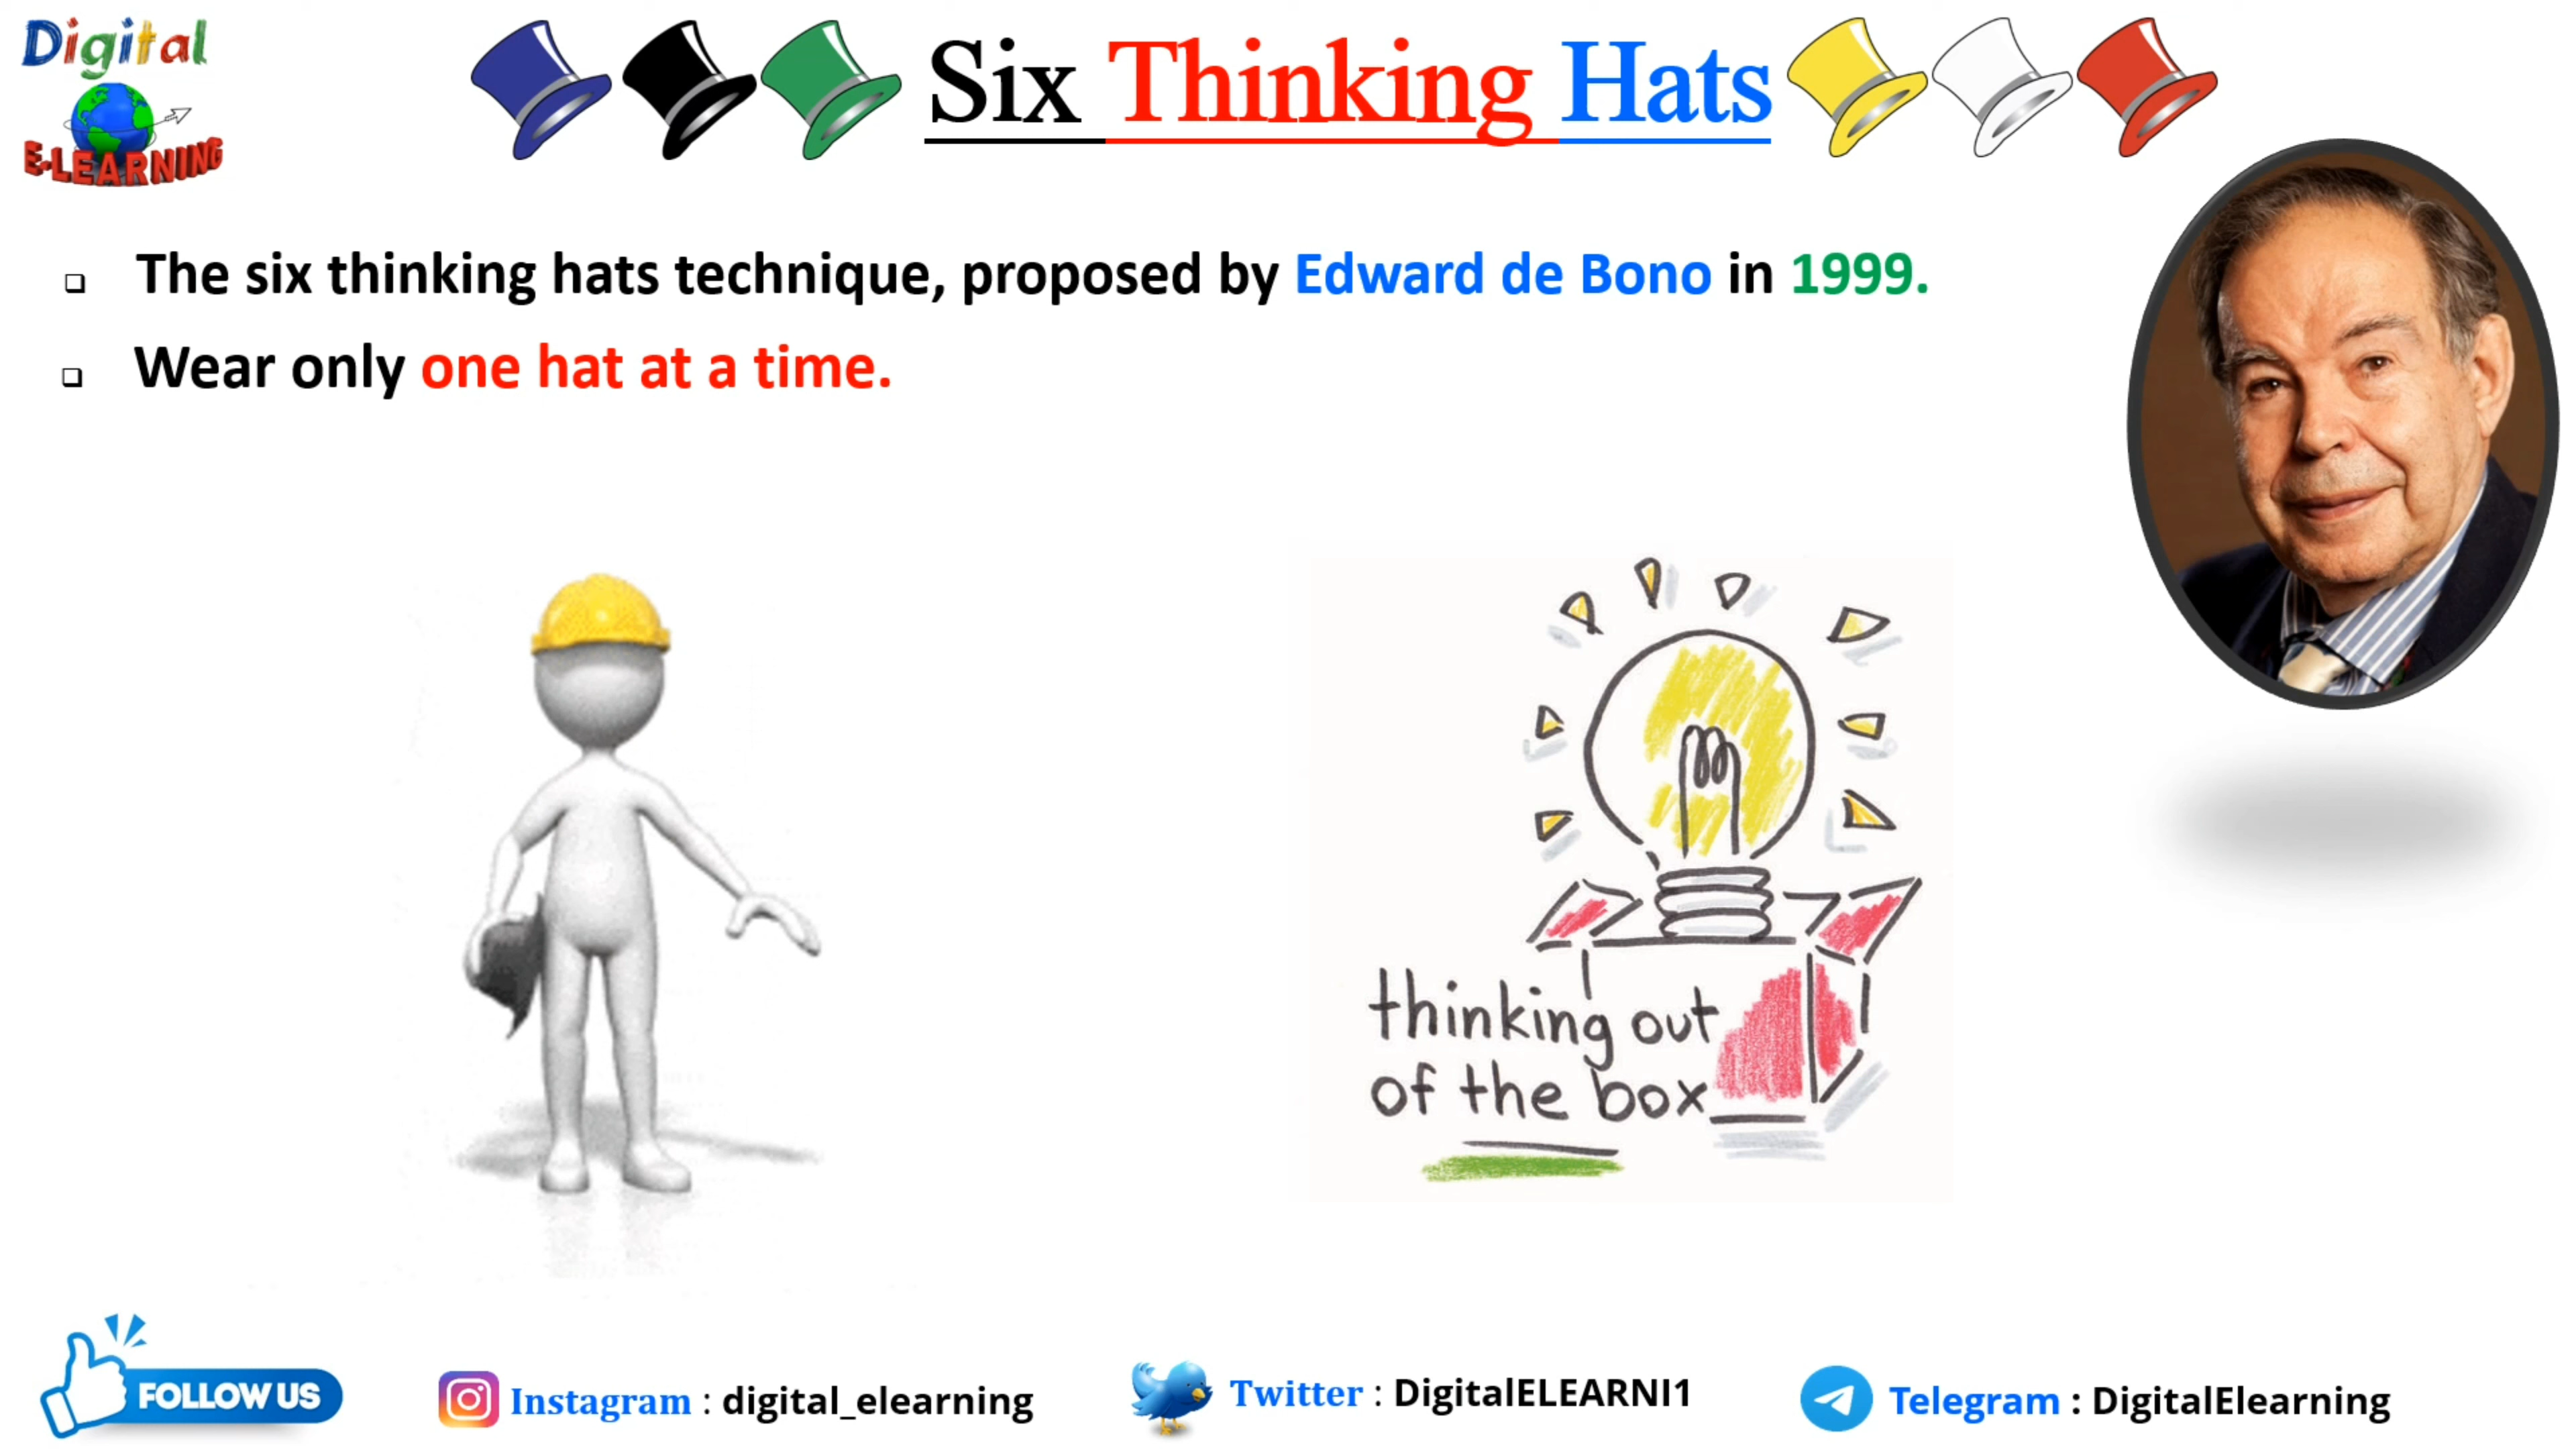 Digital
E-LEARNING
Six Thinking Hats
The six thinking hats technique, proposed by Edward de Bono in 1999.
Wear only one hat at a time.
thinking out
of the box
FOLLOW US
Instagram : digital_elearning
Twitter : DigitalELEARNI1
Telegram : DigitalElearning